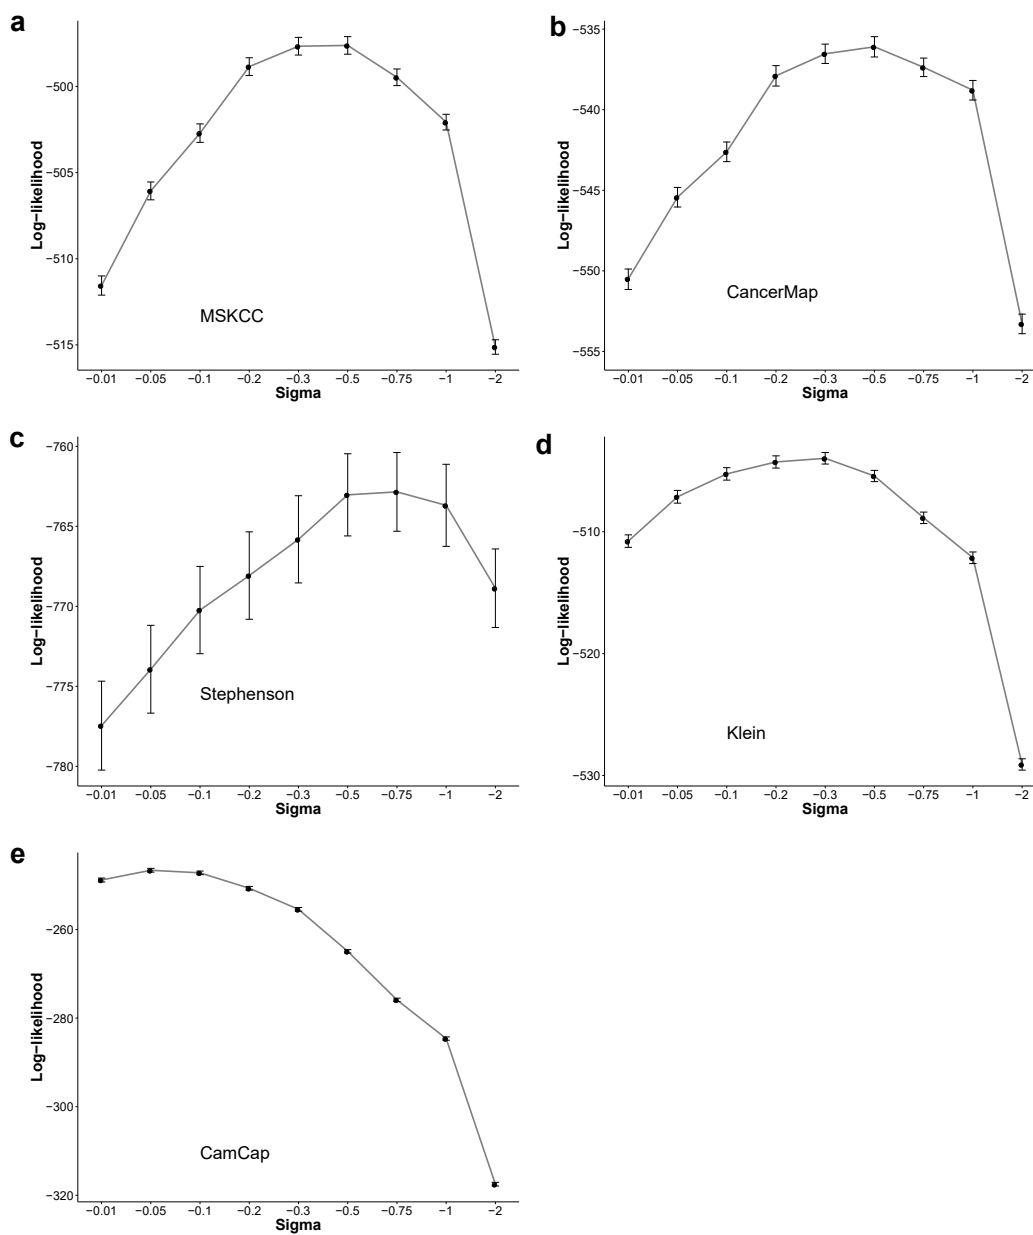 a
Log−likelihood
−500
−505
−510
−515
MSKCC
−0.01 −0.05 −0.1 −0.2 −0.3 −0.5 −0.75 −1 −2
Sigma
b
Log−likelihood
−535
−540
−545
−550
−555
CancerMap
−0.01 −0.05 −0.1 −0.2 −0.3 −0.5 −0.75 −1 −2
Sigma
c
Log−likelihood
−760
−765
−770
−775
−780
Stephenson
−0.01 −0.05 −0.1 −0.2 −0.3 −0.5 −0.75 −1 −2
Sigma
d
Log−likelihood
−510
−520
−530
Klein
−0.01 −0.05 −0.1 −0.2 −0.3 −0.5 −0.75 −1 −2
Sigma
e
Log−likelihood
−260
−280
−300
−320
CamCap
−0.01 −0.05 −0.1 −0.2 −0.3 −0.5 −0.75 −1 −2
Sigma